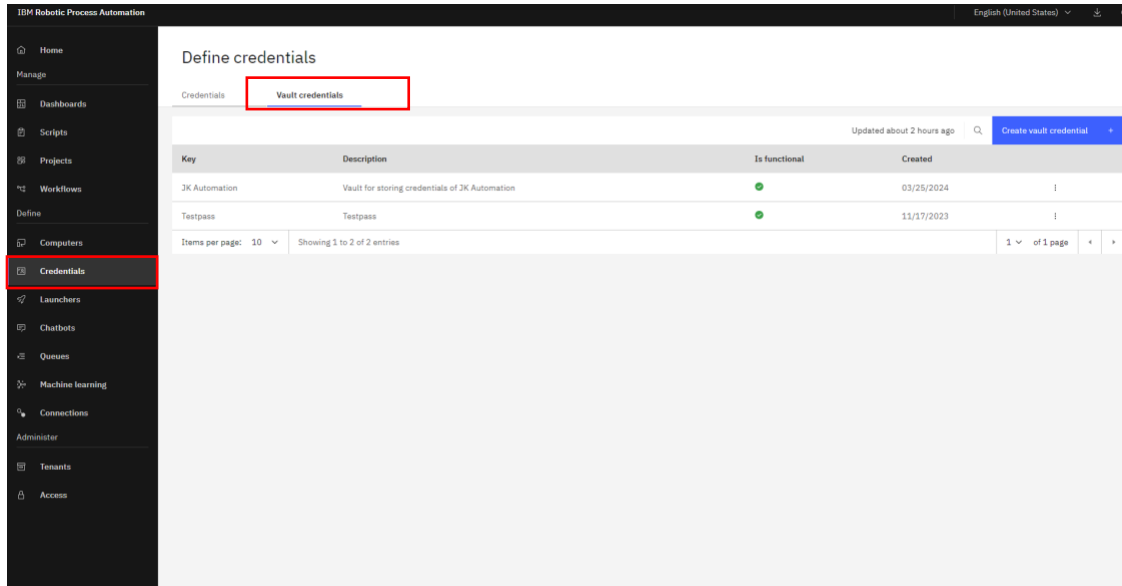 IBM Robotic Process Automation
English (United States)
Home
Manage
Dashboards
Scripts
Projects
Workflows
Define
Computers
Credentials
Launchers
Chatbots
Queues
Machine learning
Connections
Administer
Tenants
Access
Define credentials
Credentials Vault credentials
Updated about 2 hours ago Create vault credential +
Key Description Is functional Created
JK Automation Vault for storing credentials of JK Automation 03/25/2024
Testpass Testpass 11/17/2023
Items per page: 10 Showing 1 to 2 of 2 entries 1 of 1 page